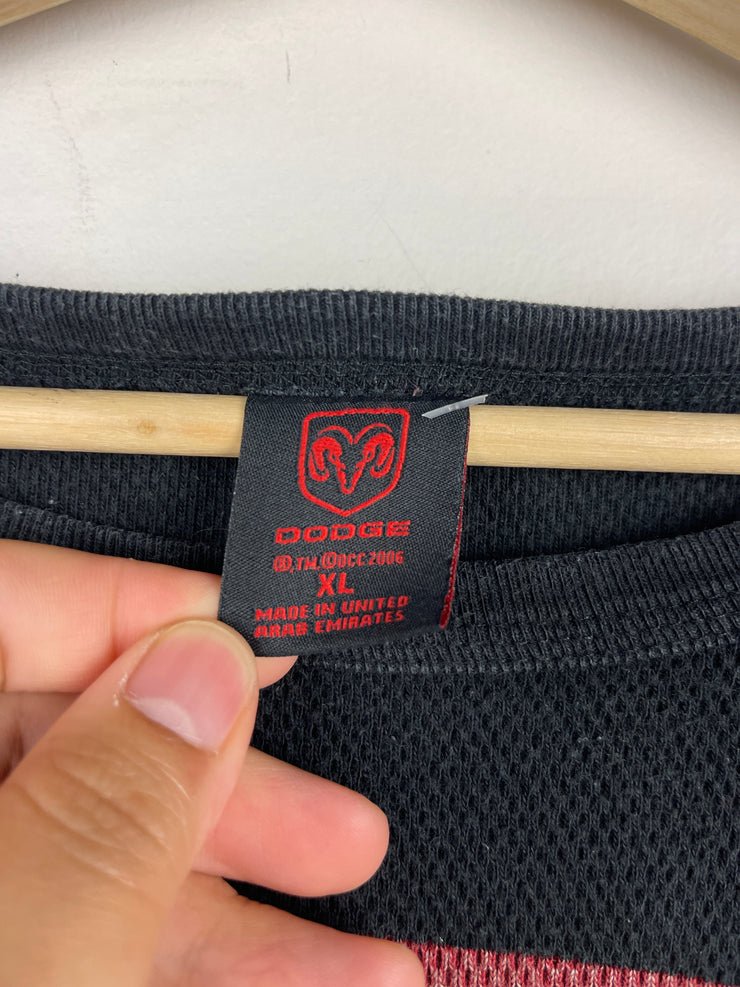 DODGE
®,TM,©DCC 2006
XL
MADE IN UNITED
ARAB EMIRATES